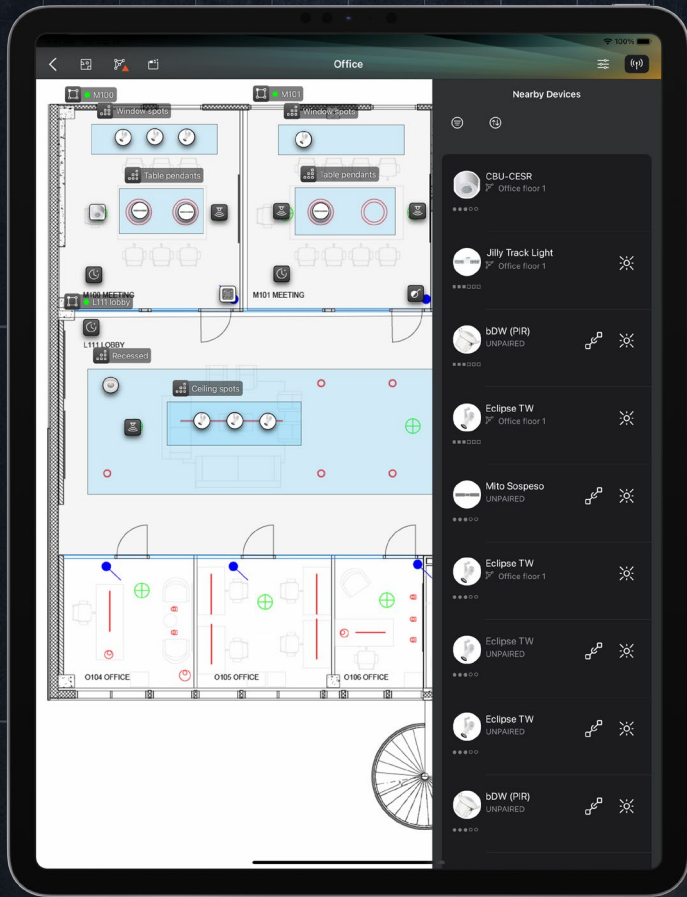 100%
Office
M100
M101
Window spots
Window spots
Table pendants
Table pendants
M100 MEETING
M101 MEETING
L111 lobby
L111 LOBBY
Recessed
Ceiling spots
O104 OFFICE
O105 OFFICE
O106 OFFICE
Nearby Devices
CBU-CESR
Office floor 1
Jilly Track Light
Office floor 1
bDW (PIR)
UNPAIRED
Eclipse TW
Office floor 1
Mito Sospeso
UNPAIRED
Eclipse TW
Office floor 1
Eclipse TW
UNPAIRED
Eclipse TW
UNPAIRED
bDW (PIR)
UNPAIRED